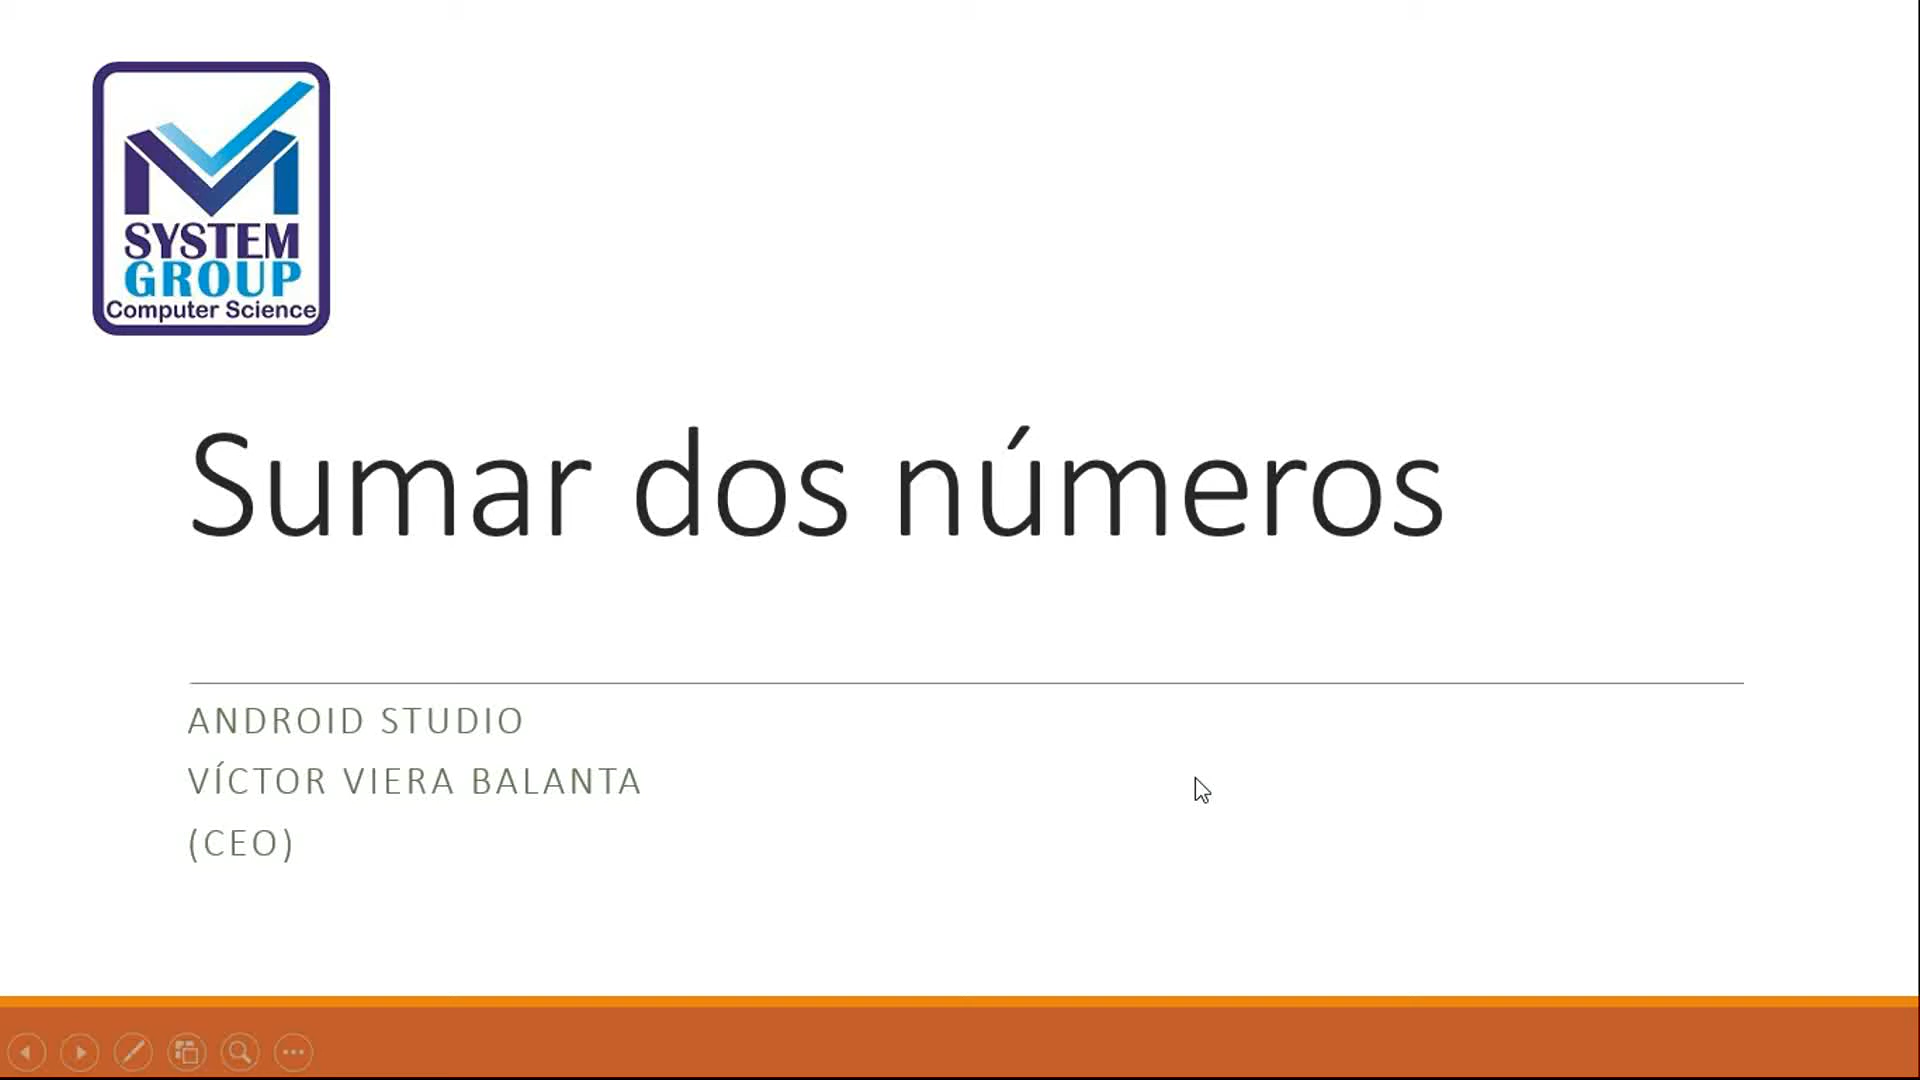 SYSTEM
GROUP
Computer Science
Sumar dos números
ANDROID STUDIO
VÍCTOR VIERA BALANTA
(CEO)